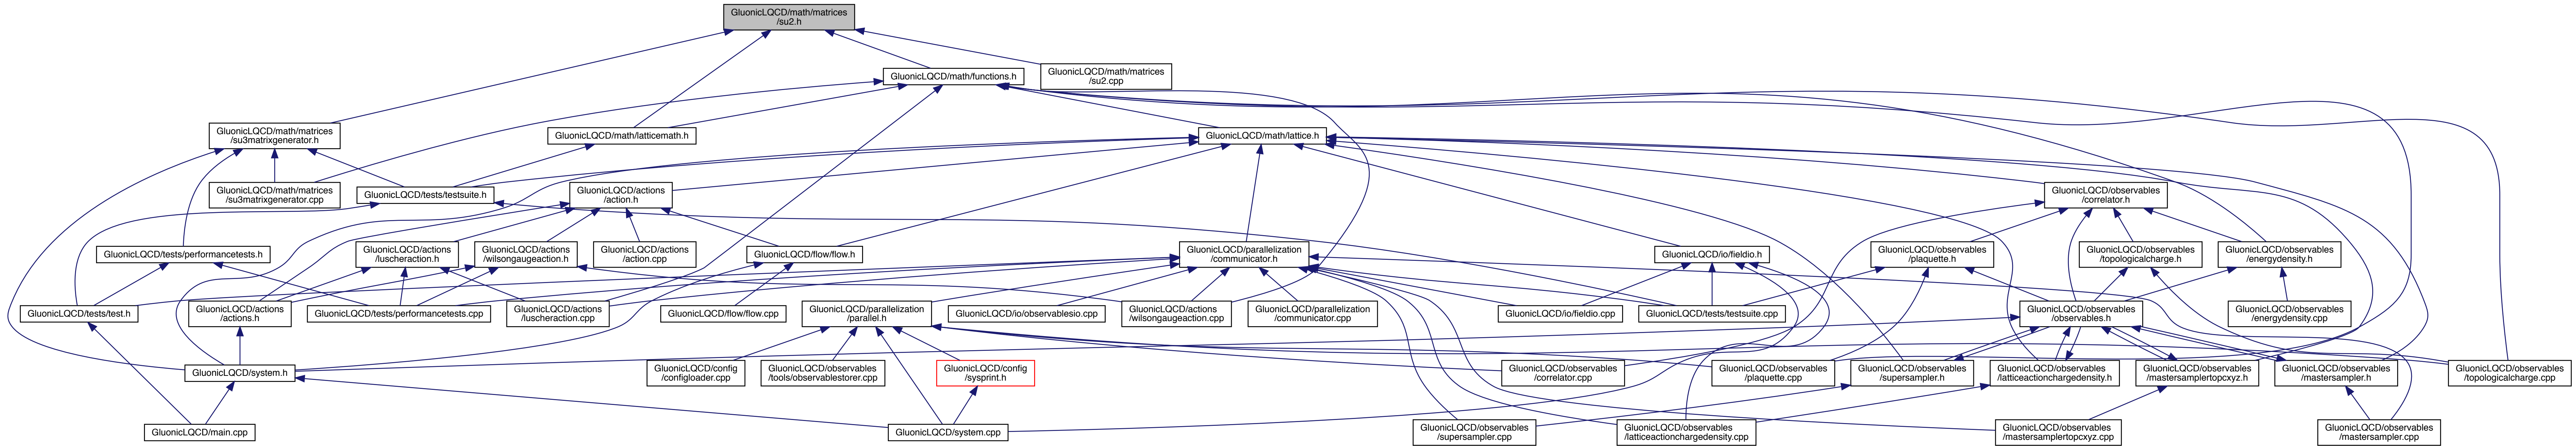 GluonicLQCD/math/matrices
/su2.h
GluonicLQCD/math/functions.h
GluonicLQCD/math/matrices
/su2.cpp
GluonicLQCD/math/matrices
/su3matrixgenerator.h
GluonicLQCD/math/latticemath.h
GluonicLQCD/math/lattice.h
GluonicLQCD/math/matrices
/su3matrixgenerator.cpp
GluonicLQCD/tests/testsuite.h
GluonicLQCD/actions
/action.h
GluonicLQCD/observables
/correlator.h
GluonicLQCD/tests/performancetests.h
GluonicLQCD/actions
/luscheraction.h
GluonicLQCD/actions
/wilsongaugeaction.h
GluonicLQCD/actions
/action.cpp
GluonicLQCD/flow/flow.h
GluonicLQCD/parallelization
/communicator.h
GluonicLQCD/io/fieldio.h
GluonicLQCD/observables
/plaquette.h
GluonicLQCD/observables
/topologicalcharge.h
GluonicLQCD/observables
/energydensity.h
GluonicLQCD/tests/test.h
GluonicLQCD/actions
/actions.h
GluonicLQCD/tests/performancetests.cpp
GluonicLQCD/actions
/luscheraction.cpp
GluonicLQCD/flow/flow.cpp
GluonicLQCD/parallelization
/parallel.h
GluonicLQCD/io/observablesio.cpp
GluonicLQCD/actions
/wilsongaugeaction.cpp
GluonicLQCD/parallelization
/communicator.cpp
GluonicLQCD/io/fieldio.cpp
GluonicLQCD/tests/testsuite.cpp
GluonicLQCD/observables
/observables.h
GluonicLQCD/observables
/energydensity.cpp
GluonicLQCD/system.h
GluonicLQCD/config
/configloader.cpp
GluonicLQCD/observables
/tools/observablestorer.cpp
GluonicLQCD/config
/sysprint.h
GluonicLQCD/observables
/correlator.cpp
GluonicLQCD/observables
/plaquette.cpp
GluonicLQCD/observables
/supersampler.h
GluonicLQCD/observables
/latticeactionchargedensity.h
GluonicLQCD/observables
/mastersamplertopcxyz.h
GluonicLQCD/observables
/mastersampler.h
GluonicLQCD/observables
/topologicalcharge.cpp
GluonicLQCD/main.cpp
GluonicLQCD/system.cpp
GluonicLQCD/observables
/supersampler.cpp
GluonicLQCD/observables
/latticeactionchargedensity.cpp
GluonicLQCD/observables
/mastersamplertopcxyz.cpp
GluonicLQCD/observables
/mastersampler.cpp